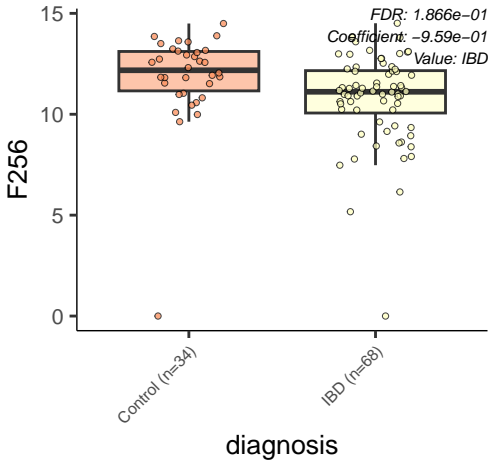 FDR: 1.866e−01
Coefficient: −9.59e−01
Value: IBD
15
10
5
0
F256
Control (n=34)
IBD (n=68)
diagnosis